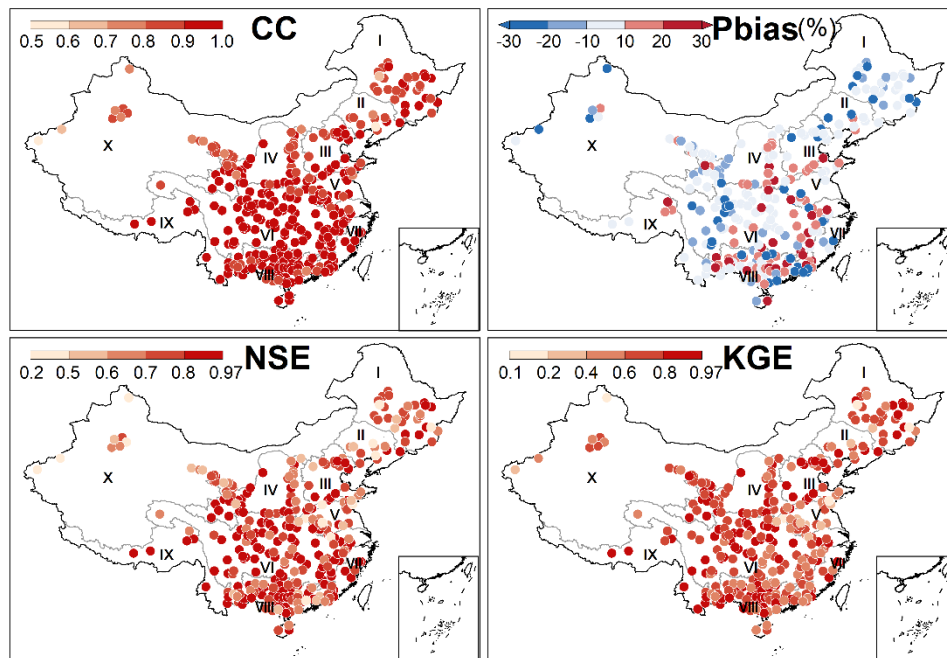 CC
0.5 0.6 0.7 0.8 0.9 1.0
I
II
III
IV
V
VI
VII
VIII
IX
X
Pbias(%)
-30 -20 -10 10 20 30
I
II
III
IV
V
VI
VII
VIII
IX
X
NSE
0.2 0.5 0.6 0.7 0.8 0.97
I
II
III
IV
V
VI
VII
VIII
IX
X
KGE
0.1 0.2 0.4 0.6 0.8 0.97
I
II
III
IV
V
VI
VII
VIII
IX
X